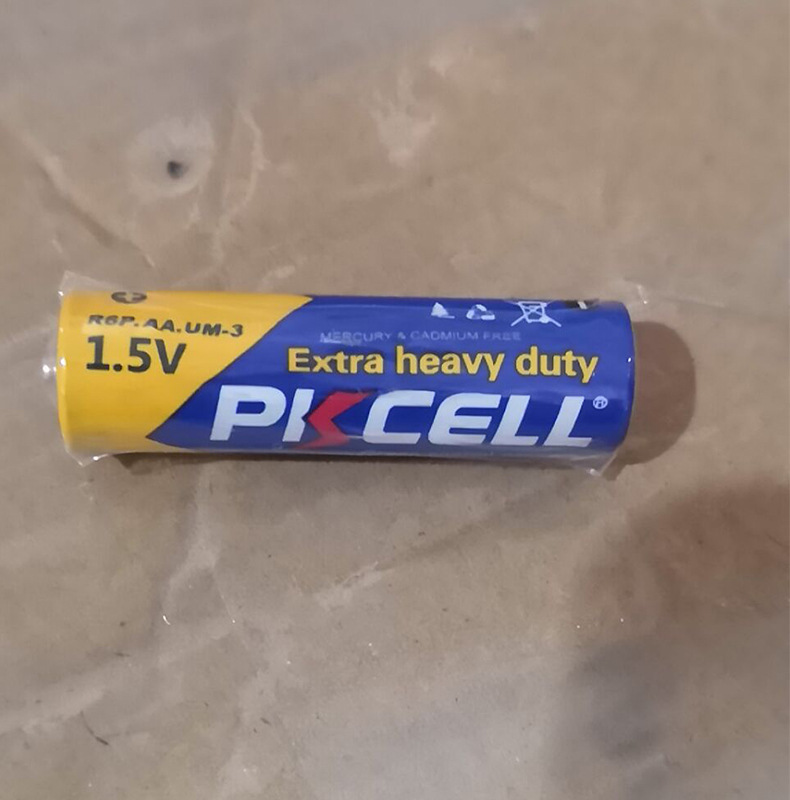 R6P.AA.UM-3
1.5V
MERCURY & CADMIUM FREE
Extra heavy duty
PKCELL®